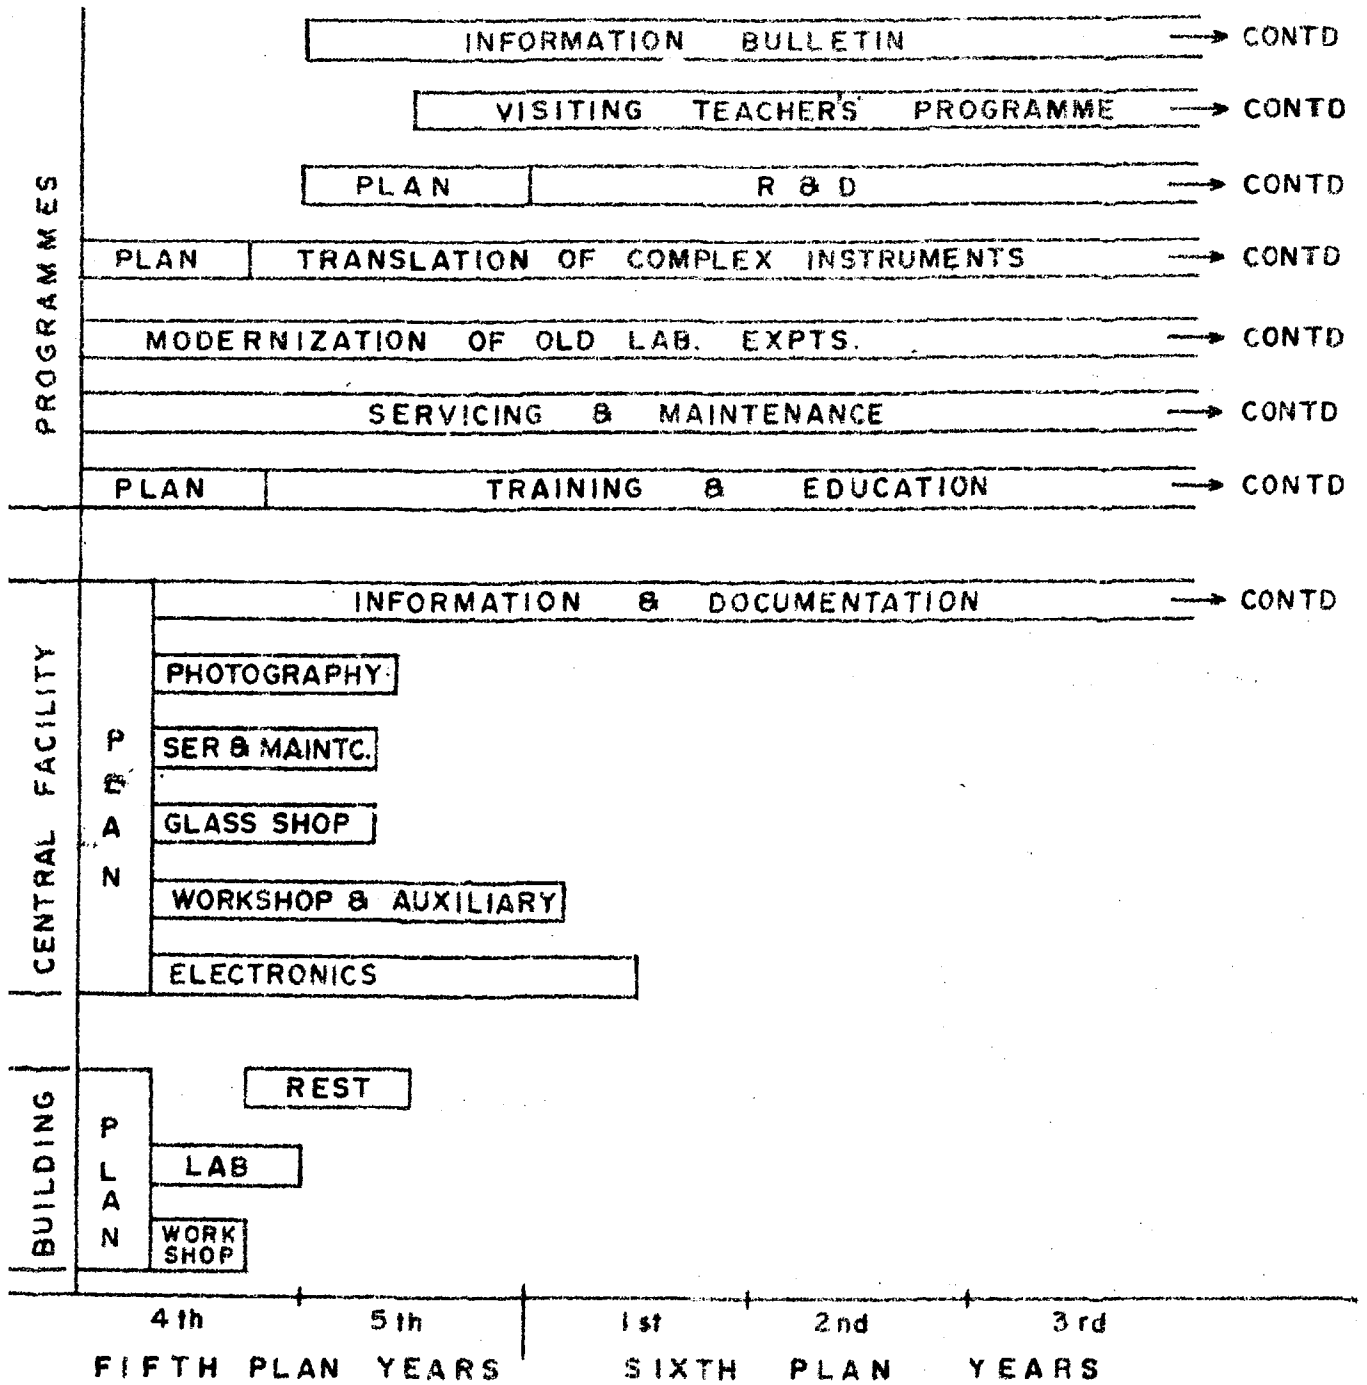 INFORMATION BULLETIN → CONTD
VISITING TEACHER'S PROGRAMME → CONTD
PLAN R & D → CONTD
PLAN TRANSLATION OF COMPLEX INSTRUMENTS → CONTD
MODERNIZATION OF OLD LAB. EXPTS. → CONTD
SERVICING & MAINTENANCE → CONTD
PLAN TRAINING & EDUCATION → CONTD
PROGRAMMES
INFORMATION & DOCUMENTATION → CONTD
PHOTOGRAPHY
SER & MAINTC.
GLASS SHOP
WORKSHOP & AUXILIARY
ELECTRONICS
PLAN
CENTRAL FACILITY
REST
LAB
WORK
SHOP
PLAN
BUILDING
4th 5th 1st 2nd 3rd
FIFTH PLAN YEARS SIXTH PLAN YEARS